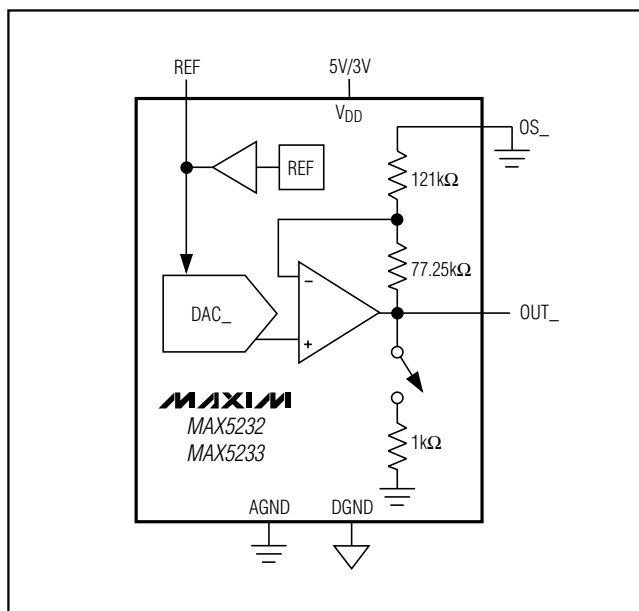 REF
5V/3V
VDD
OS_
REF
121kΩ
77.25kΩ
DAC_
−
+
OUT_
MAXIM
MAX5232
MAX5233
1kΩ
AGND
DGND